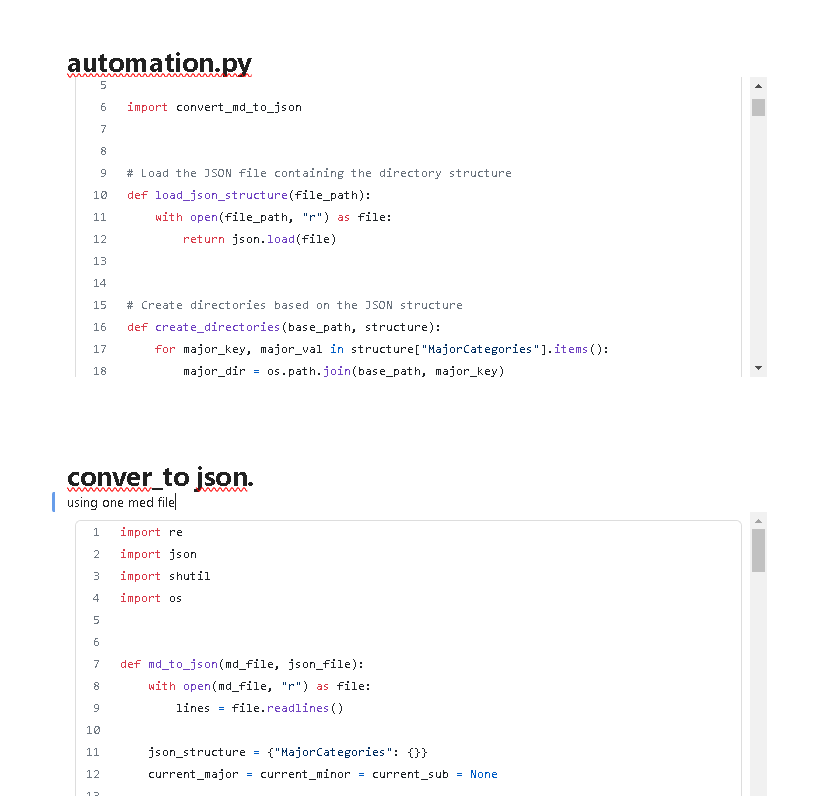 automation.py
5
6 import convert_md_to_json
7
8
9 # Load the JSON file containing the directory structure
10 def load_json_structure(file_path):
11     with open(file_path, "r") as file:
12         return json.load(file)
13
14
15 # Create directories based on the JSON structure
16 def create_directories(base_path, structure):
17     for major_key, major_val in structure["MajorCategories"].items():
18         major_dir = os.path.join(base_path, major_key)
conver_to json.
using one med file
1 import re
2 import json
3 import shutil
4 import os
5
6
7 def md_to_json(md_file, json_file):
8     with open(md_file, "r") as file:
9         lines = file.readlines()
10
11     json_structure = {"MajorCategories": {}}
12     current_major = current_minor = current_sub = None
13